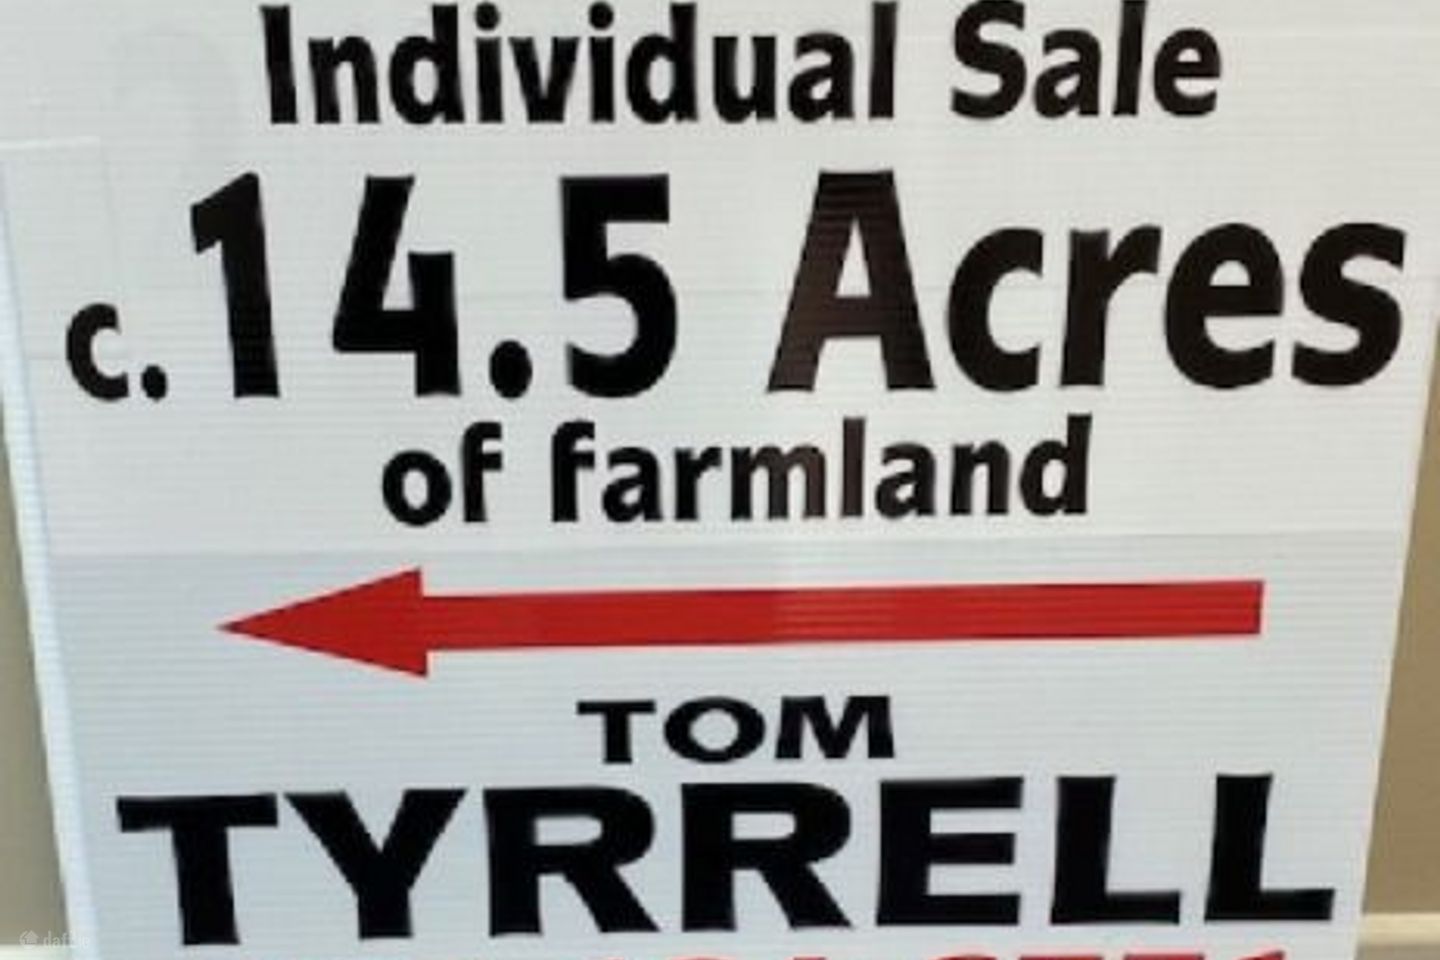 Individual Sale
c.14.5 Acres
of farmland
TOM
TYRRELL